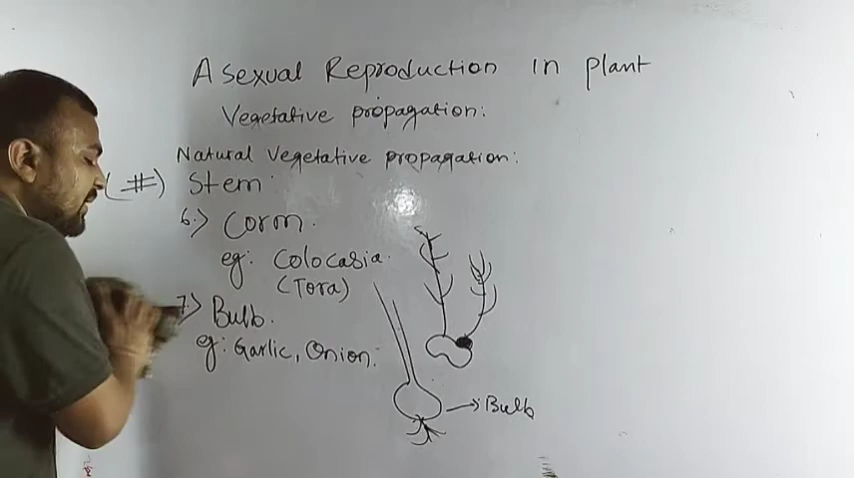 Asexual Reproduction in plant
Vegetative propagation:
Natural Vegetative propagation:
(#) Stem
6.> Corm.
eg: Colocasia.
(Tora)
7.> Bulb.
eg: Garlic, Onion:
→ Bulb